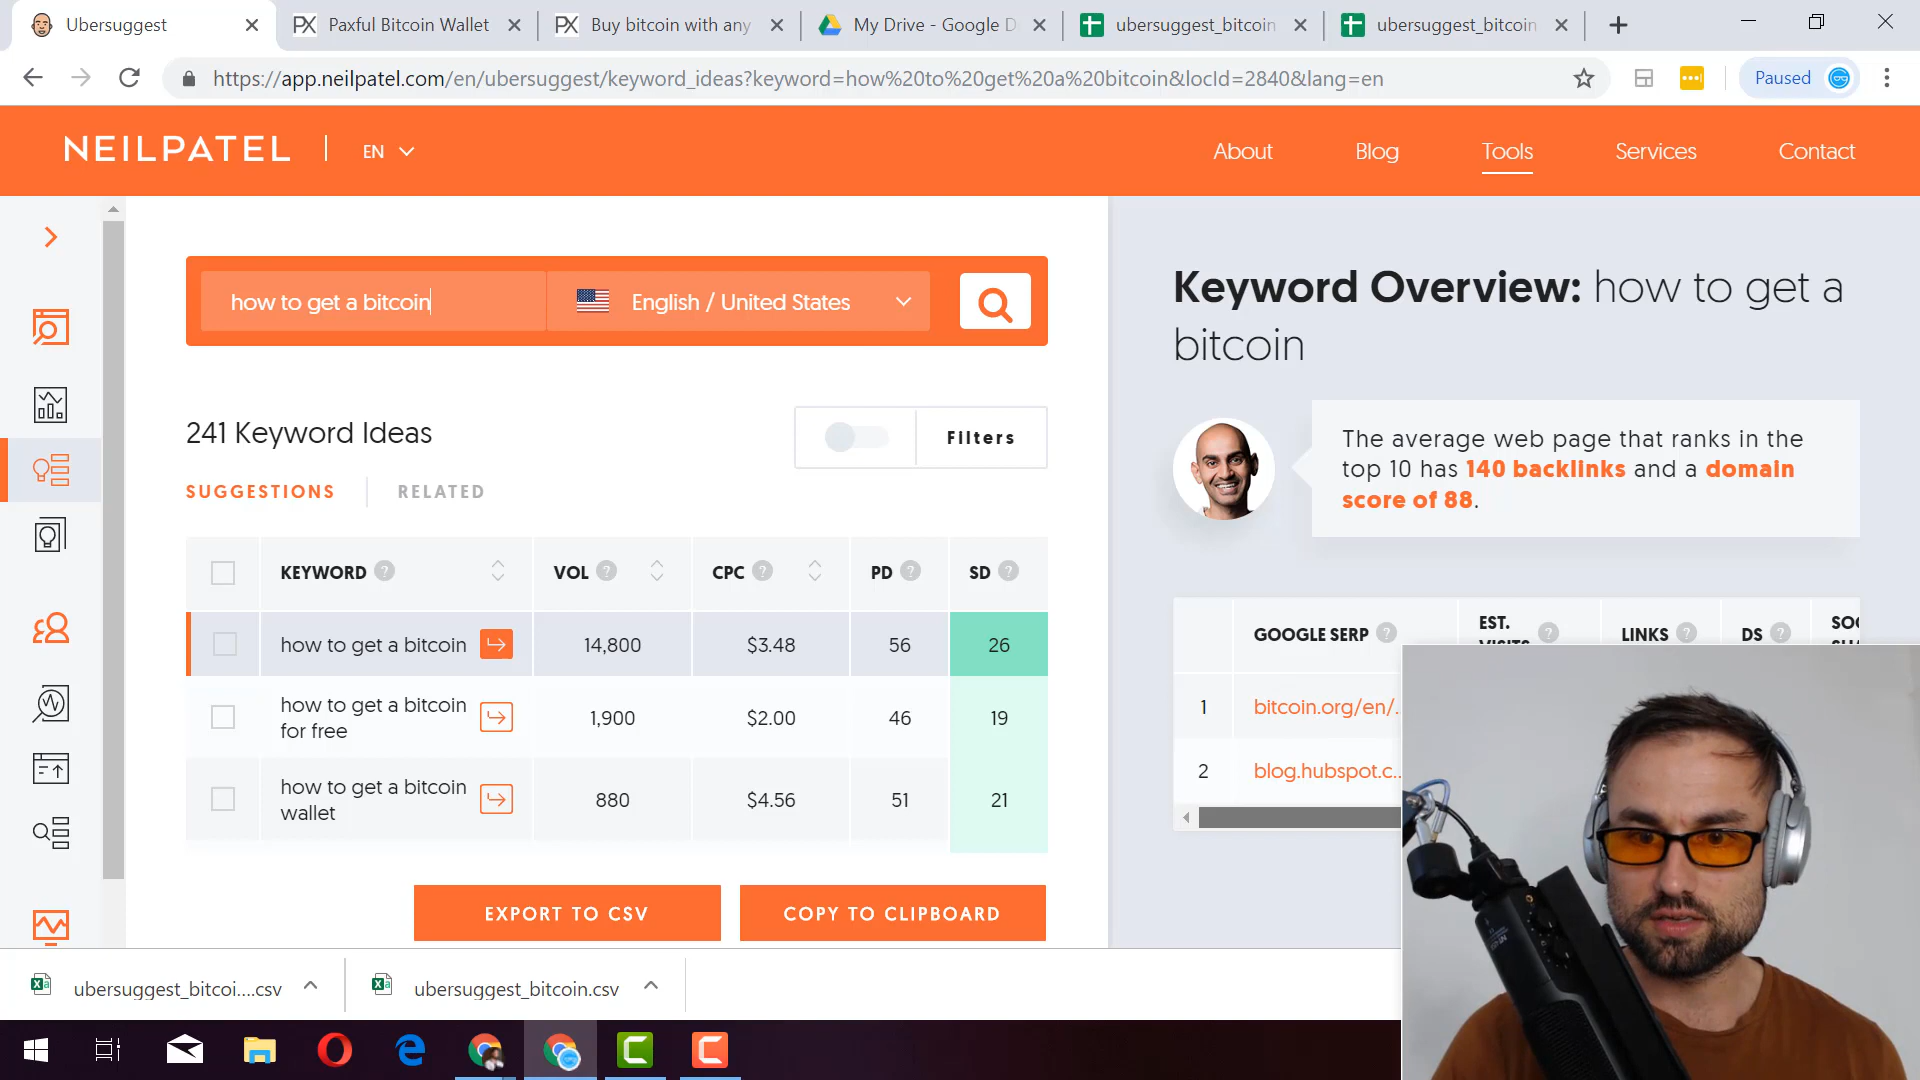 Ubersuggest
Paxful Bitcoin Wallet
Buy bitcoin with any
My Drive - Google D
ubersuggest_bitcoin
ubersuggest_bitcoin
https://app.neilpatel.com/en/ubersuggest/keyword_ideas?keyword=how%20to%20get%20a%20bitcoin&locId=2840&lang=en
Paused
NEILPATEL
EN
About
Blog
Tools
Services
Contact
how to get a bitcoin
English / United States
241 Keyword Ideas
Filters
SUGGESTIONS
RELATED
KEYWORD ? VOL ? CPC ? PD ? SD ?
how to get a bitcoin 14,800 $3.48 56 26
how to get a bitcoin
for free 1,900 $2.00 46 19
how to get a bitcoin
wallet 880 $4.56 51 21
EXPORT TO CSV
COPY TO CLIPBOARD
Keyword Overview: how to get a
bitcoin
The average web page that ranks in the
top 10 has 140 backlinks and a domain
score of 88.
GOOGLE SERP ? EST. ? LINKS ? DS ?
1 bitcoin.org/en/...
2 blog.hubspot.c...
ubersuggest_bitcoi....csv
ubersuggest_bitcoin.csv